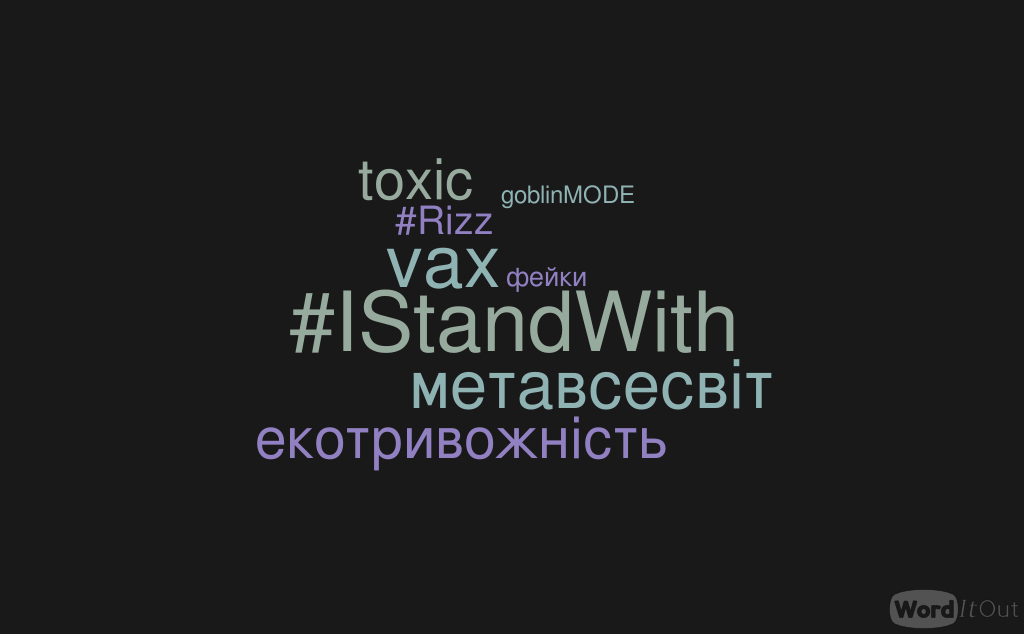 toxic
goblinMODE
#Rizz
vax
фейки
#IStandWith
метавсесвіт
екотривожність
WordItOut